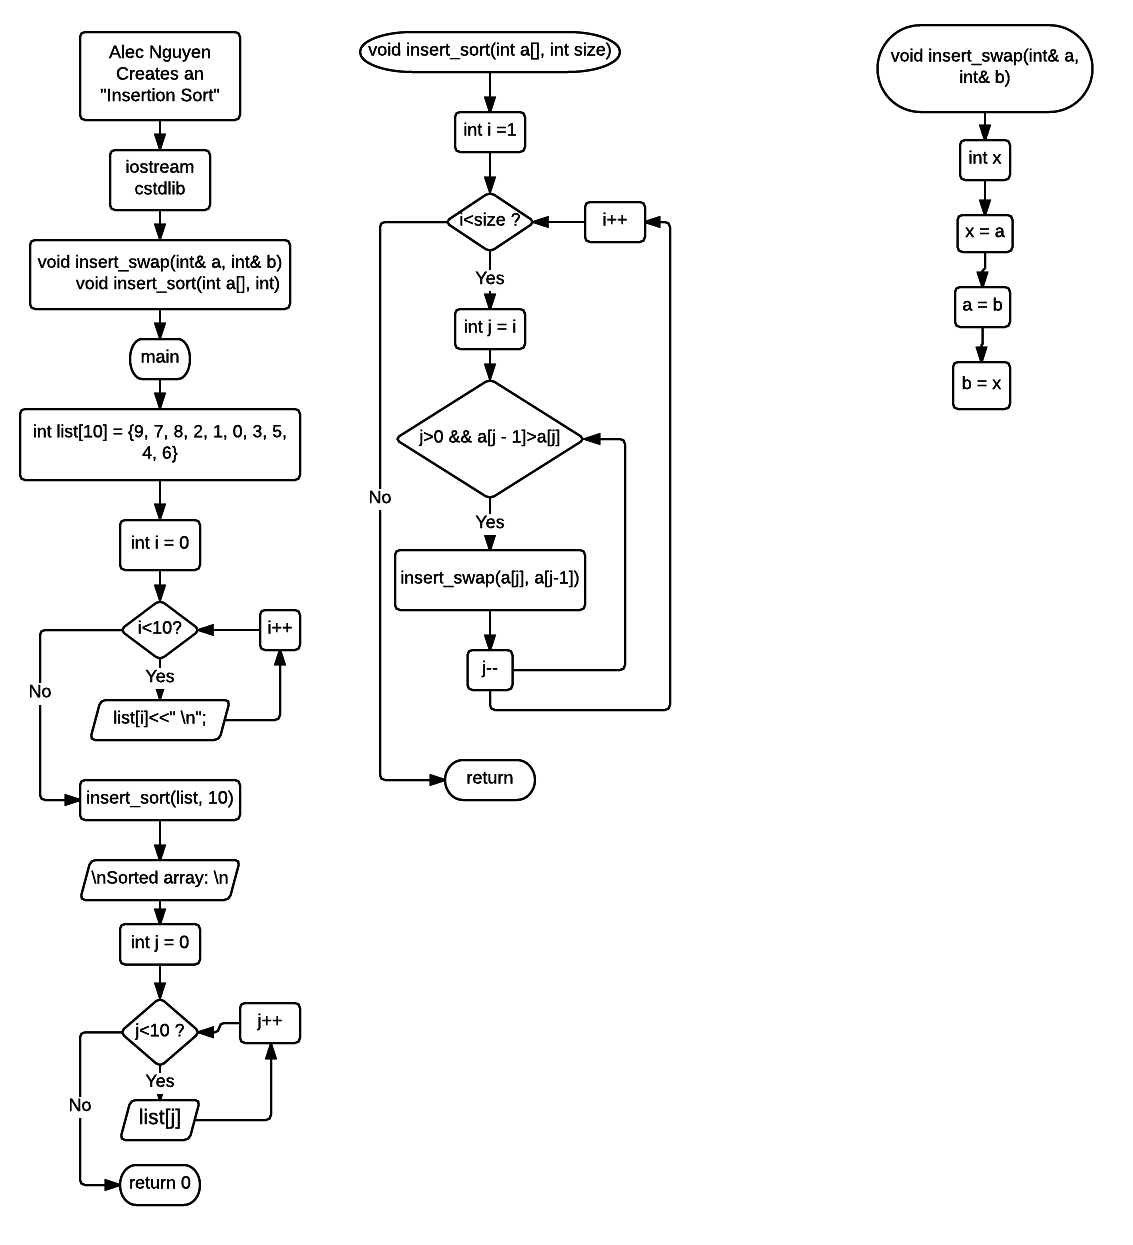 Alec Nguyen
Creates an
"Insertion Sort"
iostream
cstdlib
void insert_swap(int& a, int& b)
void insert_sort(int a[], int)
main
int list[10] = {9, 7, 8, 2, 1, 0, 3, 5,
4, 6}
int i = 0
i<10?
i++
Yes
No
list[i]<<" \n";
insert_sort(list, 10)
\nSorted array: \n
int j = 0
j<10 ?
j++
Yes
No
list[j]
return 0
void insert_sort(int a[], int size)
int i =1
i<size ?
i++
Yes
int j = i
j>0 && a[j - 1]>a[j]
No
Yes
insert_swap(a[j], a[j-1])
j--
return
void insert_swap(int& a,
int& b)
int x
x = a
a = b
b = x